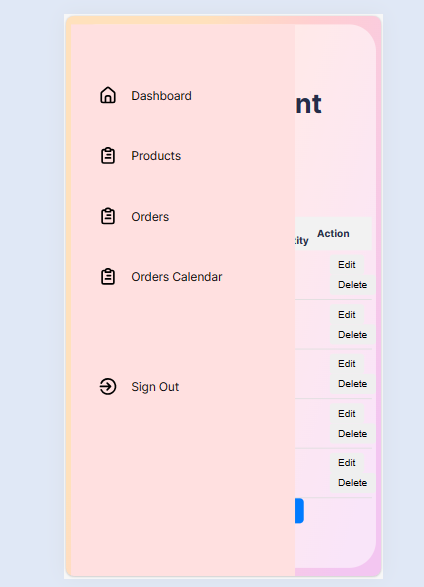 nt
Dashboard
Products
Orders
tity Action
Orders Calendar
Edit
Delete
Edit
Delete
Edit
Delete
Sign Out
Edit
Delete
Edit
Delete